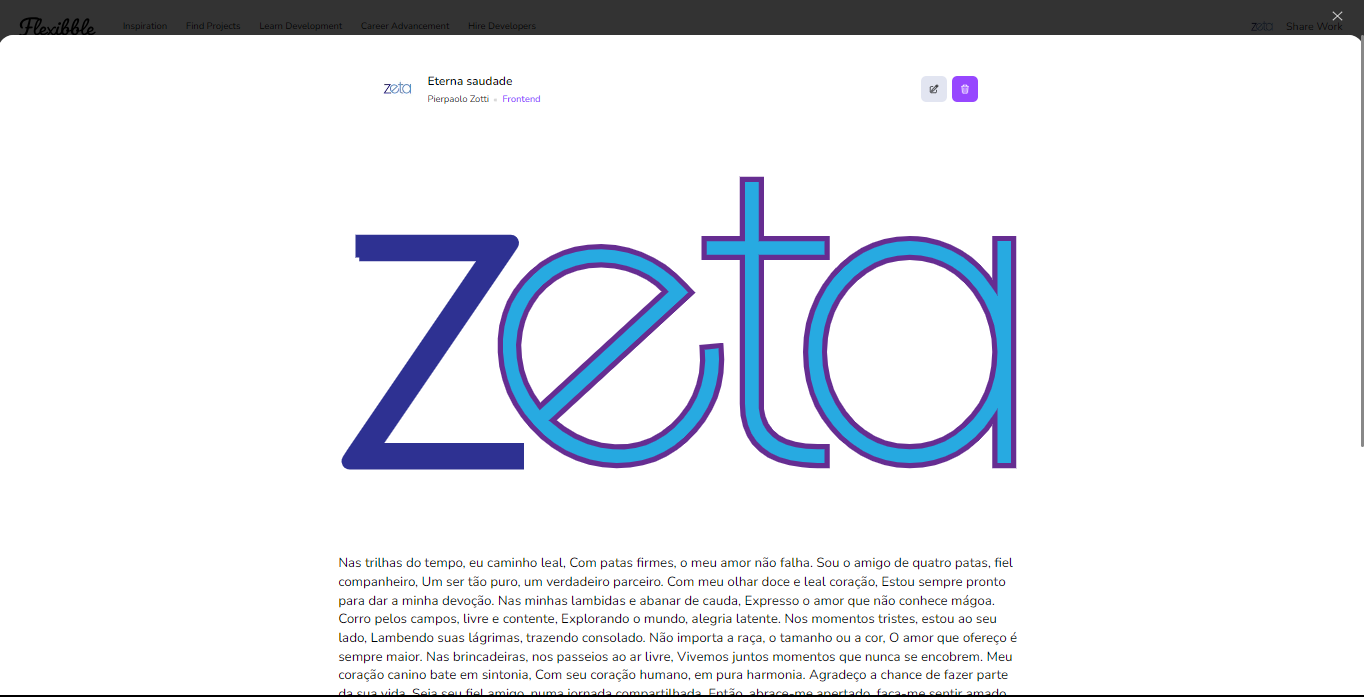 Flexibble Inspiration Find Projects Learn Development Career Advancement Hire Developers zeta Share Work
zeta Eterna saudade
Pierpaolo Zotti Frontend
zeta
Nas trilhas do tempo, eu caminho leal, Com patas firmes, o meu amor não falha. Sou o amigo de quatro patas, fiel
companheiro, Um ser tão puro, um verdadeiro parceiro. Com meu olhar doce e leal coração, Estou sempre pronto
para dar a minha devoção. Nas minhas lambidas e abanar de cauda, Expresso o amor que não conhece mágoa.
Corro pelos campos, livre e contente, Explorando o mundo, alegria latente. Nos momentos tristes, estou ao seu
lado, Lambendo suas lágrimas, trazendo consolado. Não importa a raça, o tamanho ou a cor, O amor que ofereço é
sempre maior. Nas brincadeiras, nos passeios ao ar livre, Vivemos juntos momentos que nunca se encobrem. Meu
coração canino bate em sintonia, Com seu coração humano, em pura harmonia. Agradeço a chance de fazer parte
da sua vida, Seja seu fiel amigo, numa jornada compartilhada. Então, abrace-me apertado, faça-me sentir amado,